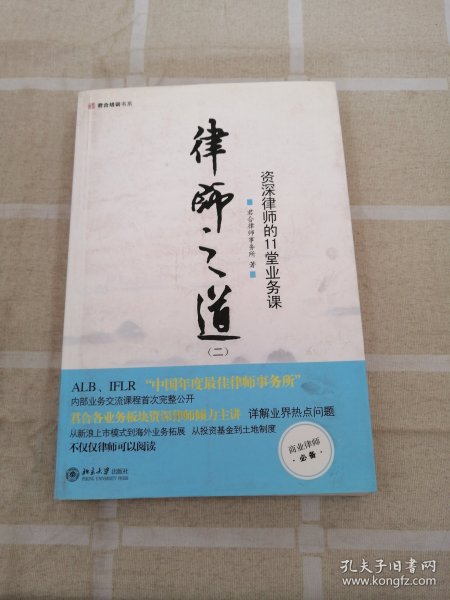 君合培训书系
律师之道
（二）
资深律师的11堂业务课
君合律师事务所 著
ALB、IFLR “中国年度最佳律师事务所”
内部业务交流课程首次完整公开
君合各业务板块资深律师倾力主讲 详解业界热点问题
从新浪上市模式到海外业务拓展 从投资基金到土地制度
不仅仅律师可以阅读
商业律师
·必备·
北京大学出版社
孔夫子旧书网
www.kongfz.com